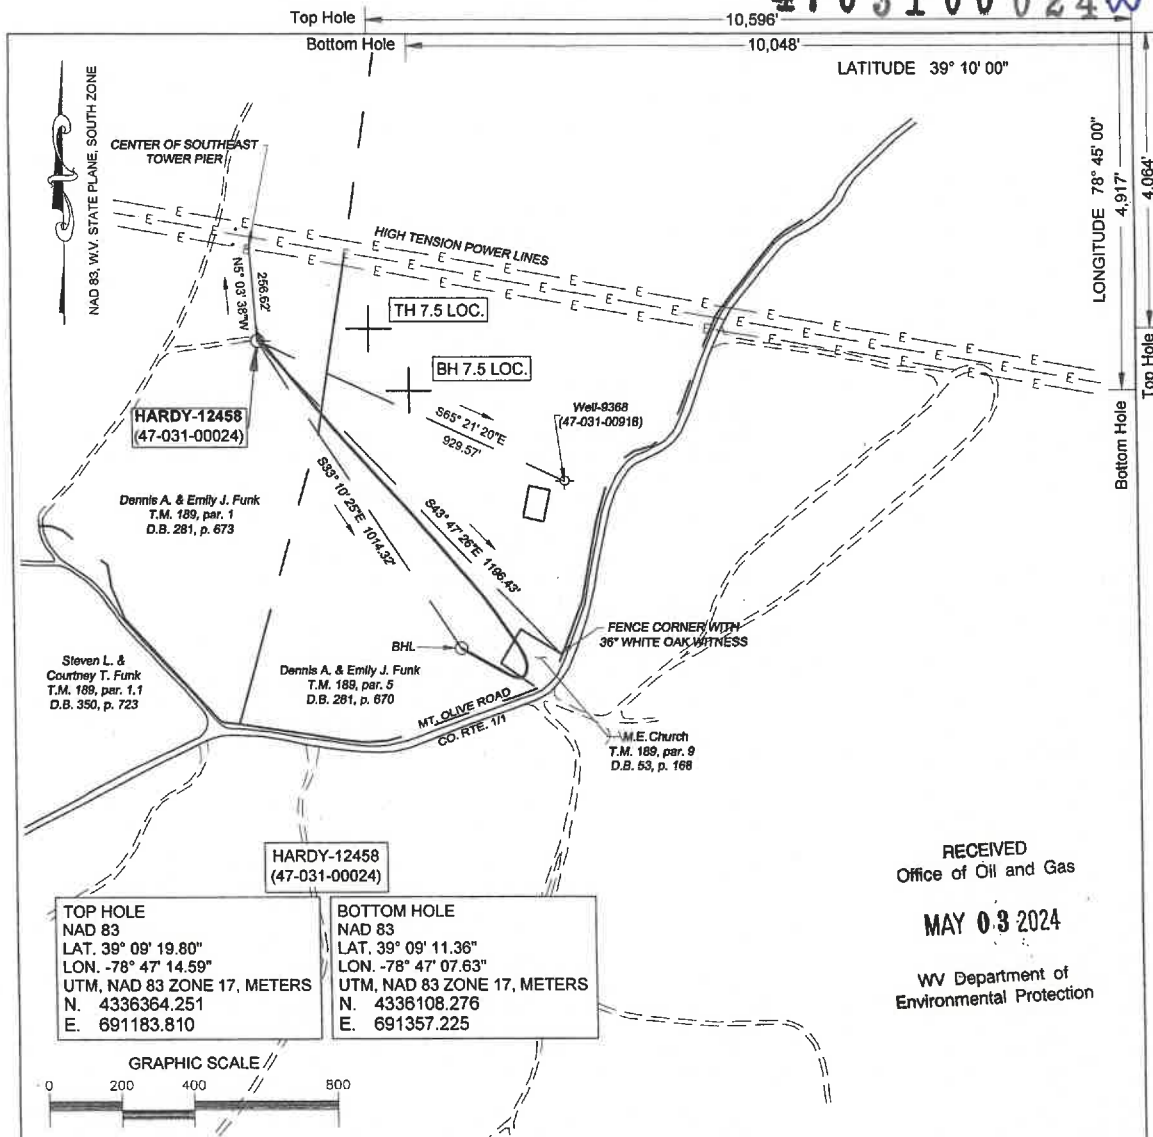 Top Hole
10,596'
Bottom Hole
10,048'
LATITUDE 39° 10' 00"
NAD 83, W.V. STATE PLANE, SOUTH ZONE
CENTER OF SOUTHEAST
TOWER PIER
LONGITUDE 78° 45' 00"
4,917'
4,064'
Top Hole
Bottom Hole
E E E E E E E E E E E E
HIGH TENSION POWER LINES
N5° 03' 38"W
256.62'
TH 7.5 LOC.
BH 7.5 LOC.
HARDY-12458
(47-031-00024)
S65° 21' 20"E
929.57'
Well-9368
(47-031-00916)
Dennis A. & Emily J. Funk
T.M. 189, par. 1
D.B. 281, p. 673
S33° 10' 25"E 1014.32'
S43° 47' 26"E 1196.43'
FENCE CORNER WITH
36" WHITE OAK WITNESS
BHL
Steven L. &
Courtney T. Funk
T.M. 189, par. 1.1
D.B. 350, p. 723
Dennis A. & Emily J. Funk
T.M. 189, par. 5
D.B. 281, p. 670
MT. OLIVE ROAD
CO. RTE. 1/1
M.E. Church
T.M. 189, par. 9
D.B. 53, p. 168
HARDY-12458
(47-031-00024)
TOP HOLE
NAD 83
LAT. 39° 09' 19.80"
LON. -78° 47' 14.59"
UTM, NAD 83 ZONE 17, METERS
N. 4336364.251
E. 691183.810
BOTTOM HOLE
NAD 83
LAT. 39° 09' 11.36"
LON. -78° 47' 07.63"
UTM, NAD 83 ZONE 17, METERS
N. 4336108.276
E. 691357.225
RECEIVED
Office of Oil and Gas
MAY 03 2024
WV Department of
Environmental Protection
GRAPHIC SCALE
0 200 400 800